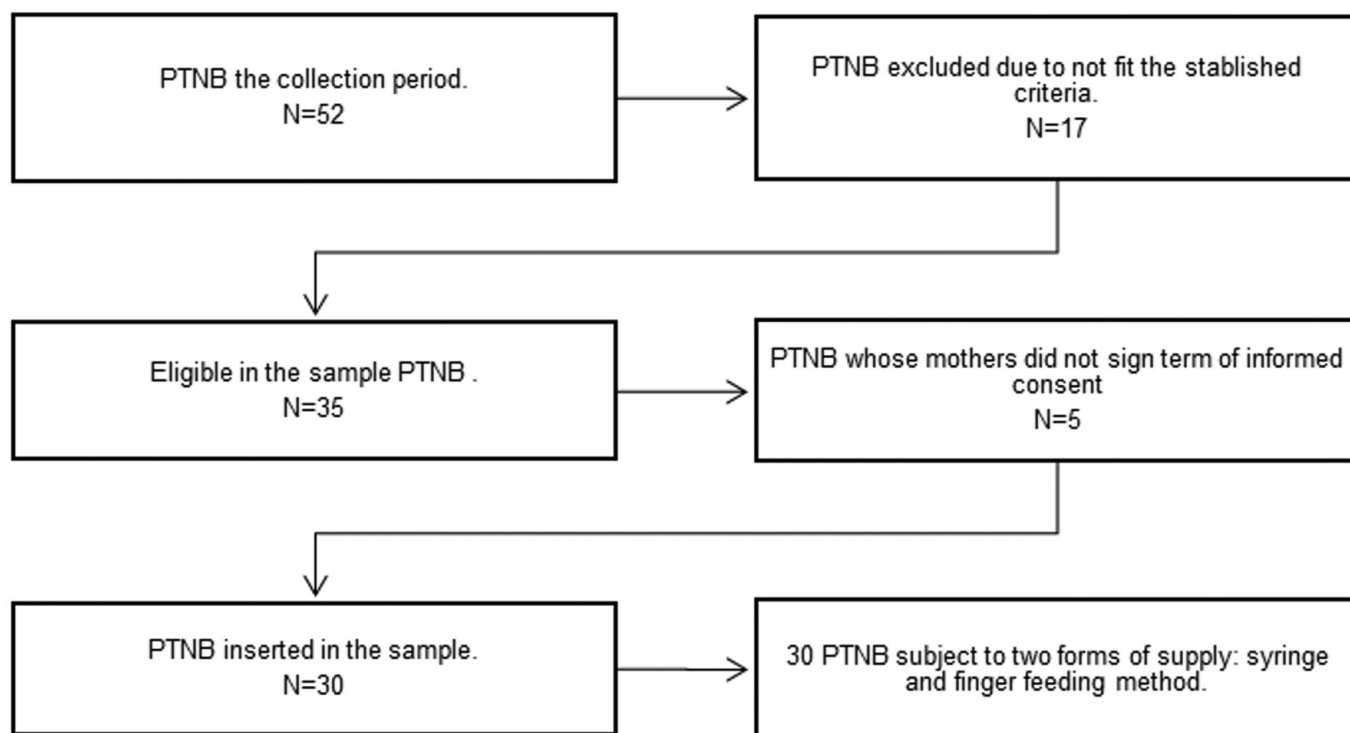 PTNB the collection period.
N=52
PTNB excluded due to not fit the stablished
criteria.
N=17
Eligible in the sample PTNB .
N=35
PTNB whose mothers did not sign term of informed
consent
N=5
PTNB inserted in the sample.
N=30
30 PTNB subject to two forms of supply: syringe
and finger feeding method.